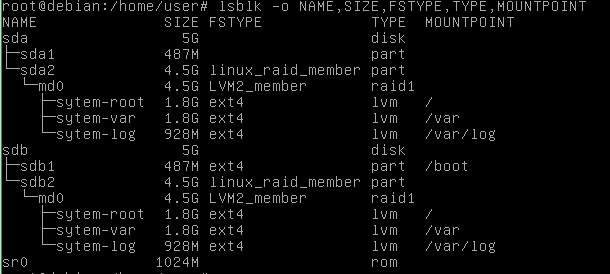 root@debian:/home/user# lsblk -o NAME,SIZE,FSTYPE,TYPE,MOUNTPOINT
NAME                SIZE FSTYPE            TYPE  MOUNTPOINT
sda                   5G                   disk
├─sda1              487M                   part
└─sda2              4.5G linux_raid_member part
  └─md0             4.5G LVM2_member       raid1
    ├─sytem-root    1.8G ext4              lvm   /
    ├─sytem-var     1.8G ext4              lvm   /var
    └─sytem-log     928M ext4              lvm   /var/log
sdb                   5G                   disk
├─sdb1              487M ext4              part  /boot
└─sdb2              4.5G linux_raid_member part
  └─md0             4.5G LVM2_member       raid1
    ├─sytem-root    1.8G ext4              lvm   /
    ├─sytem-var     1.8G ext4              lvm   /var
    └─sytem-log     928M ext4              lvm   /var/log
sr0                1024M                   rom